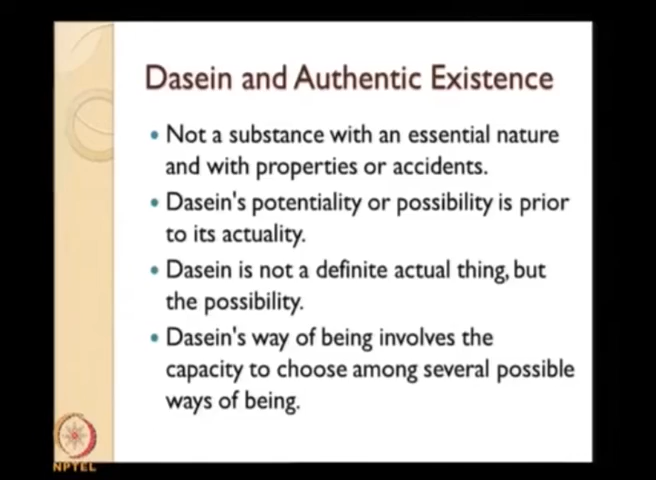 Dasein and Authentic Existence
• Not a substance with an essential nature
and with properties or accidents.
• Dasein's potentiality or possibility is prior
to its actuality.
• Dasein is not a definite actual thing, but
the possibility.
• Dasein's way of being involves the
capacity to choose among several possible
ways of being.
NPTEL